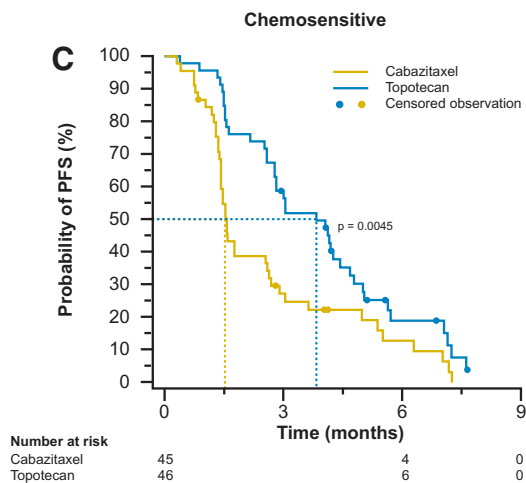 Chemosensitive
C
Cabazitaxel
Topotecan
Censored observation
Probability of PFS (%)
100
90
80
70
60
50
40
30
20
10
0
p = 0.0045
0 3 6 9
Time (months)
Number at risk
Cabazitaxel 45 4 0
Topotecan 46 6 0